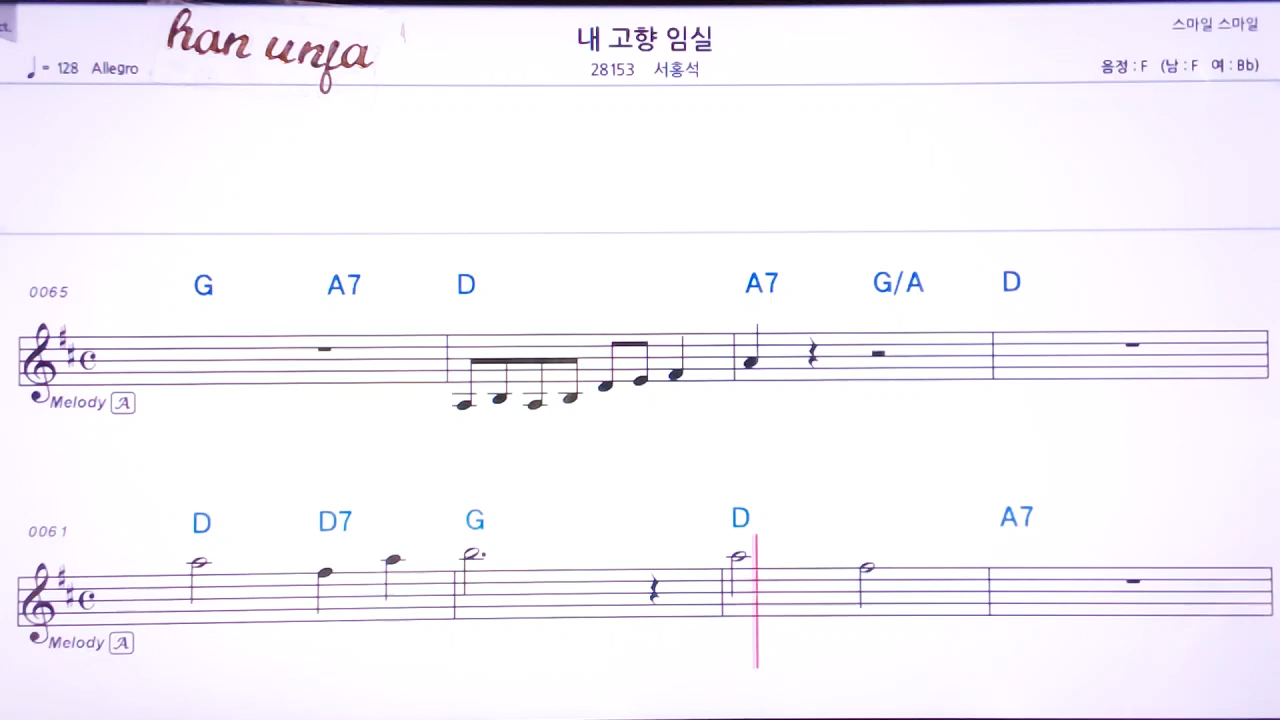 han unja
내 고향 임실
스마일 스마일
♩= 128 Allegro
28153 서홍석
음정 : F (남 : F 여 : Bb)
G A7 D A7 G/A D
0065
Melody A
D D7 G D A7
0061
Melody A